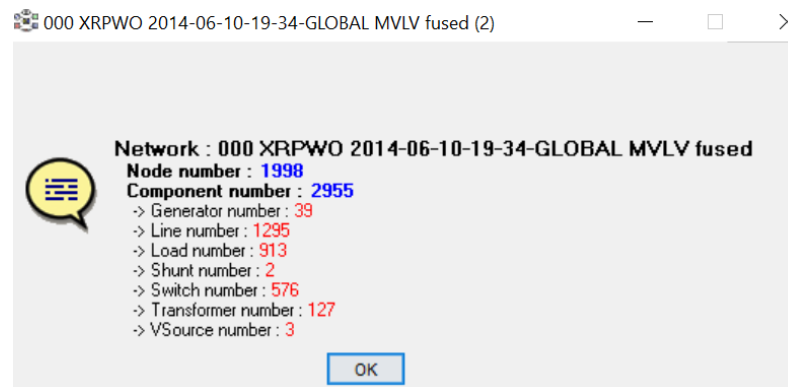 000 XRPWO 2014-06-10-19-34-GLOBAL MVLV fused (2)
Network : 000 XRPWO 2014-06-10-19-34-GLOBAL MVLV fused
Node number : 1998
Component number : 2955
-> Generator number : 39
-> Line number : 1295
-> Load number : 913
-> Shunt number : 2
-> Switch number : 576
-> Transformer number : 127
-> VSource number : 3
OK